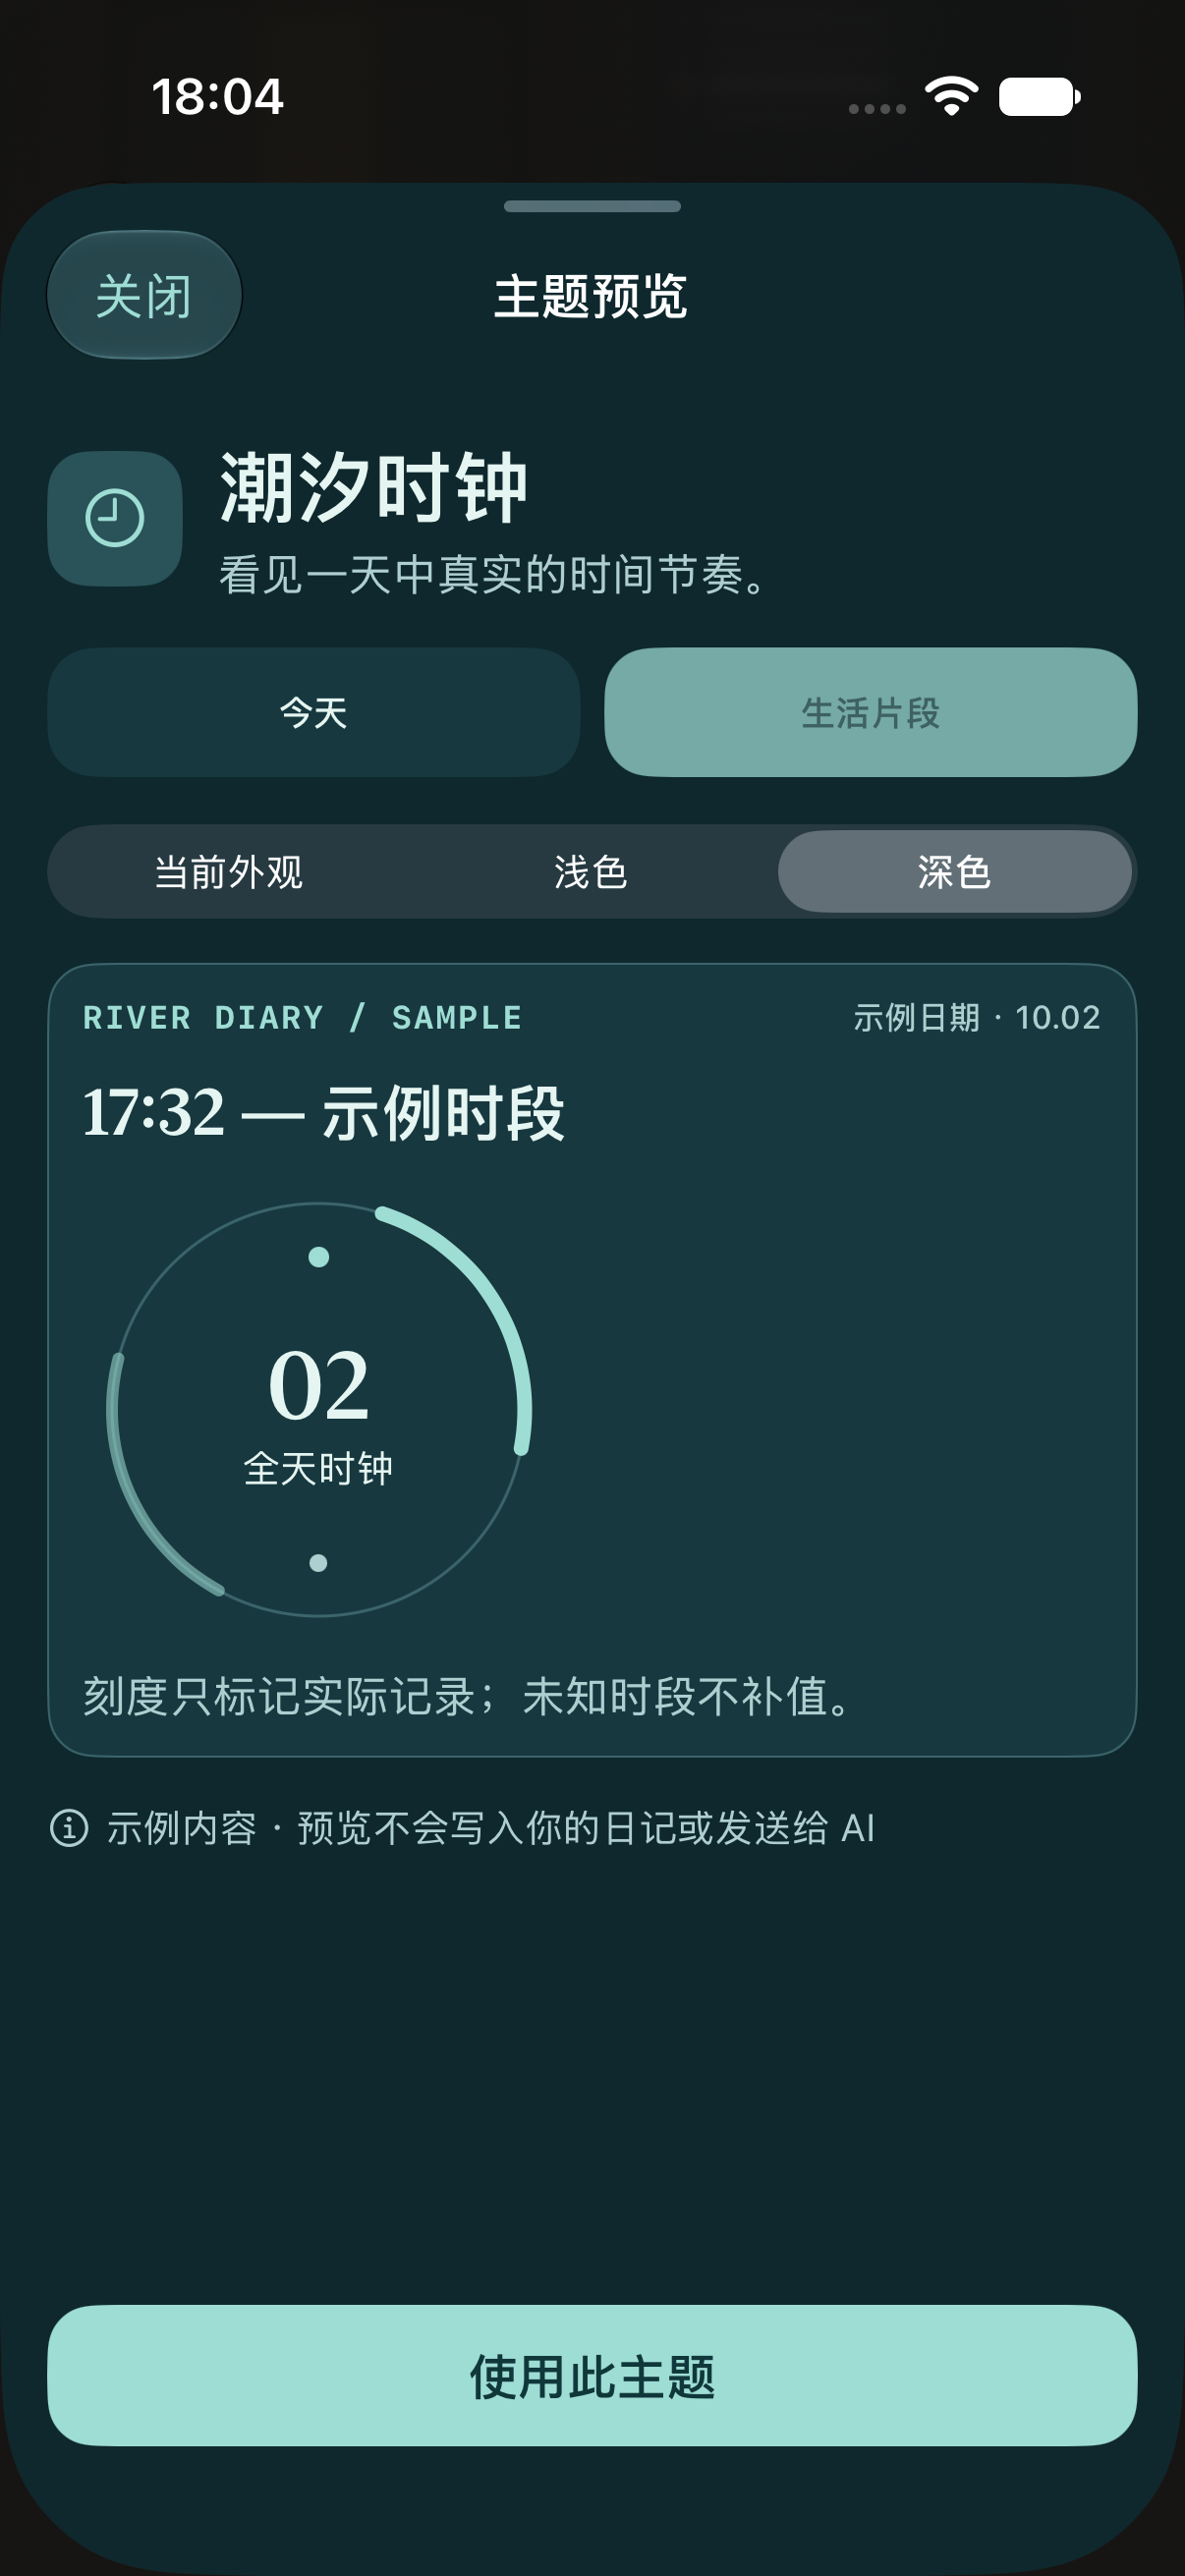 18:04
关闭
主题预览
潮汐时钟
看见一天中真实的时间节奏。
今天
生活片段
当前外观
浅色
深色
RIVER DIARY / SAMPLE
示例日期 · 10.02
17:32 — 示例时段
02
全天时钟
刻度只标记实际记录；未知时段不补值。
示例内容 · 预览不会写入你的日记或发送给 AI
使用此主题